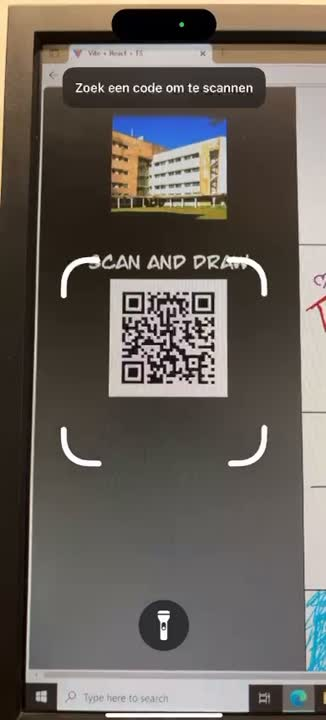 Vite + React + TS
Zoek een code om te scannen
SCAN AND DRAW
Type here to search